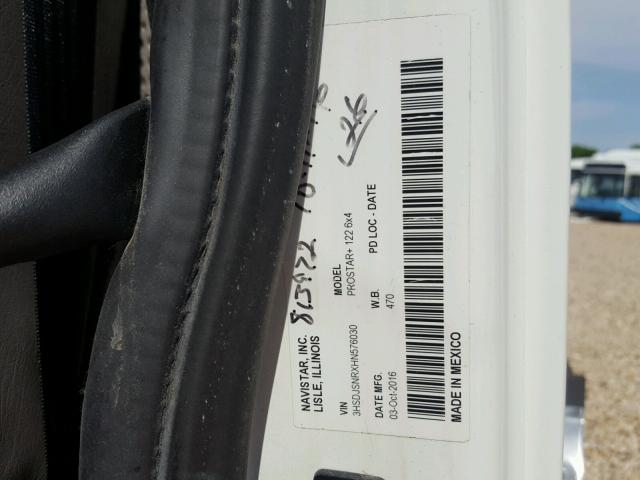 NAVISTAR, INC.
LISLE, ILLINOIS
VIN MODEL
3HSDJSNRXHN576030 PROSTAR+ 122 6x4
DATE MFG. W.B. PD LOC - DATE
03-Oct-2016 470
MADE IN MEXICO